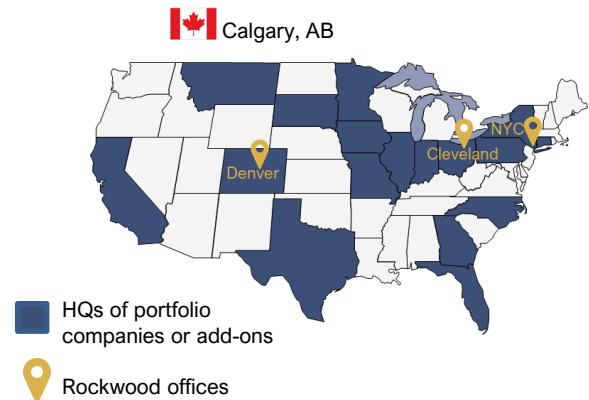 Calgary, AB
NYC
Cleveland
Denver
HQs of portfolio
companies or add-ons
Rockwood offices